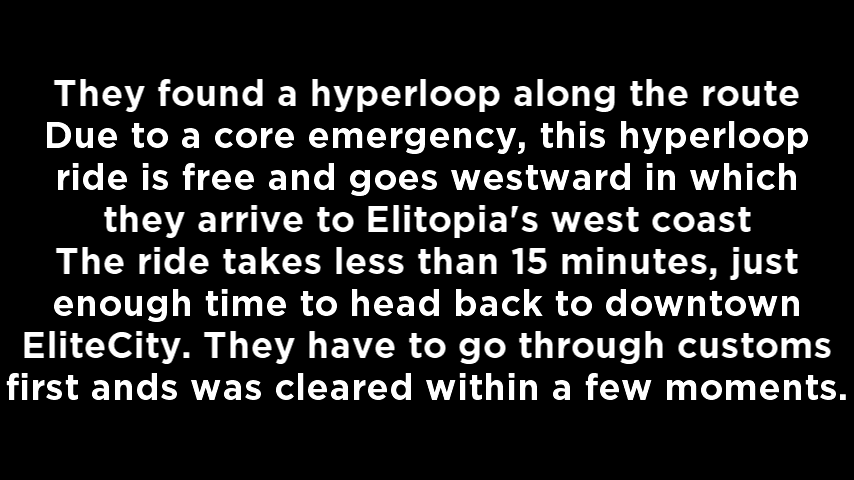 They found a hyperloop along the route
Due to a core emergency, this hyperloop
ride is free and goes westward in which
they arrive to Elitopia's west coast
The ride takes less than 15 minutes, just
enough time to head back to downtown
EliteCity. They have to go through customs
first ands was cleared within a few moments.